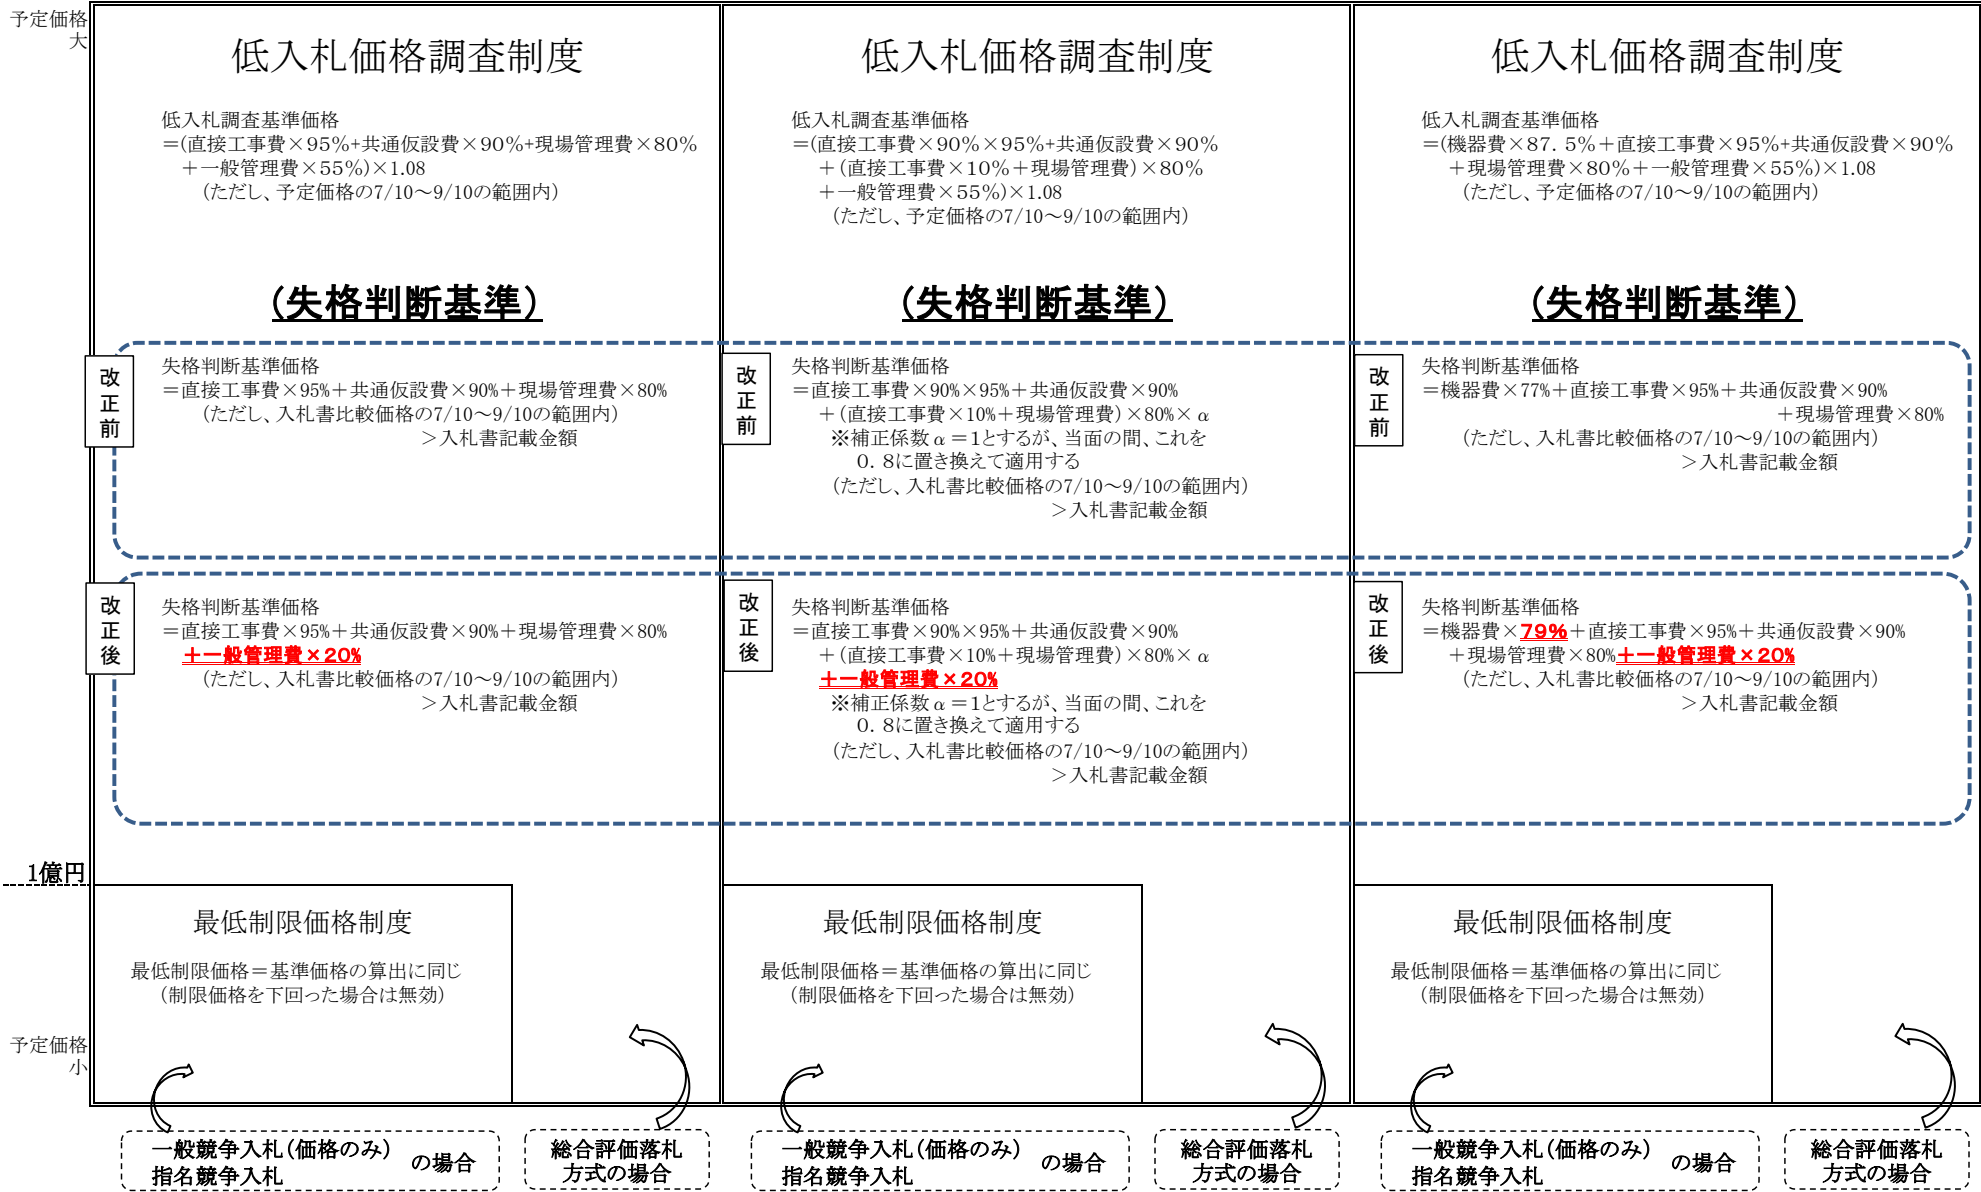 予定価格
大
低入札価格調査制度
低入札調査基準価格
＝(直接工事費×95％+共通仮設費×90％+現場管理費×80％
＋一般管理費×55％)×1.08
（ただし、予定価格の7/10～9/10の範囲内）
（失格判断基準）
改正前
失格判断基準価格
＝直接工事費×95%＋共通仮設費×90%＋現場管理費×80%
（ただし、入札書比較価格の7/10～9/10の範囲内）
＞入札書記載金額
改正後
失格判断基準価格
＝直接工事費×95%＋共通仮設費×90%＋現場管理費×80%
＋一般管理費×20%
（ただし、入札書比較価格の7/10～9/10の範囲内）
＞入札書記載金額
低入札価格調査制度
低入札調査基準価格
＝(直接工事費×90％×95％+共通仮設費×90％
＋（直接工事費×10％＋現場管理費）×80％
＋一般管理費×55％)×1.08
（ただし、予定価格の7/10～9/10の範囲内）
（失格判断基準）
改正前
失格判断基準価格
＝直接工事費×90%×95%＋共通仮設費×90%
＋（直接工事費×10%＋現場管理費）×80%×α
※補正係数α＝1とするが、当面の間、これを
０．８に置き換えて適用する
（ただし、入札書比較価格の7/10～9/10の範囲内）
＞入札書記載金額
改正後
失格判断基準価格
＝直接工事費×90%×95%＋共通仮設費×90%
＋（直接工事費×10%＋現場管理費）×80%×α
＋一般管理費×20%
※補正係数α＝1とするが、当面の間、これを
０．８に置き換えて適用する
（ただし、入札書比較価格の7/10～9/10の範囲内）
＞入札書記載金額
低入札価格調査制度
低入札調査基準価格
＝(機器費×87．5％＋直接工事費×95％+共通仮設費×90％
＋現場管理費×80％＋一般管理費×55％)×1.08
（ただし、予定価格の7/10～9/10の範囲内）
（失格判断基準）
改正前
失格判断基準価格
＝機器費×77%＋直接工事費×95%＋共通仮設費×90%
＋現場管理費×80%
（ただし、入札書比較価格の7/10～9/10の範囲内）
＞入札書記載金額
改正後
失格判断基準価格
＝機器費×79%＋直接工事費×95%＋共通仮設費×90%
＋現場管理費×80%＋一般管理費×20%
（ただし、入札書比較価格の7/10～9/10の範囲内）
＞入札書記載金額
1億円
最低制限価格制度
最低制限価格＝基準価格の算出に同じ
（制限価格を下回った場合は無効）
最低制限価格制度
最低制限価格＝基準価格の算出に同じ
（制限価格を下回った場合は無効）
最低制限価格制度
最低制限価格＝基準価格の算出に同じ
（制限価格を下回った場合は無効）
予定価格
小
一般競争入札（価格のみ）
指名競争入札
の場合
総合評価落札
方式の場合
一般競争入札（価格のみ）
指名競争入札
の場合
総合評価落札
方式の場合
一般競争入札（価格のみ）
指名競争入札
の場合
総合評価落札
方式の場合